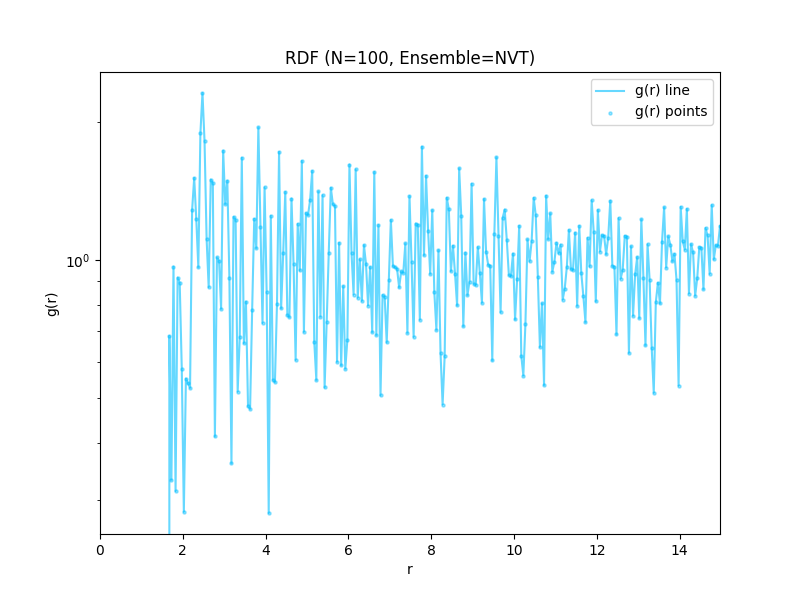 RDF (N=100, Ensemble=NVT)
g(r) line
g(r) points
10⁰
g(r)
0 2 4 6 8 10 12 14
r